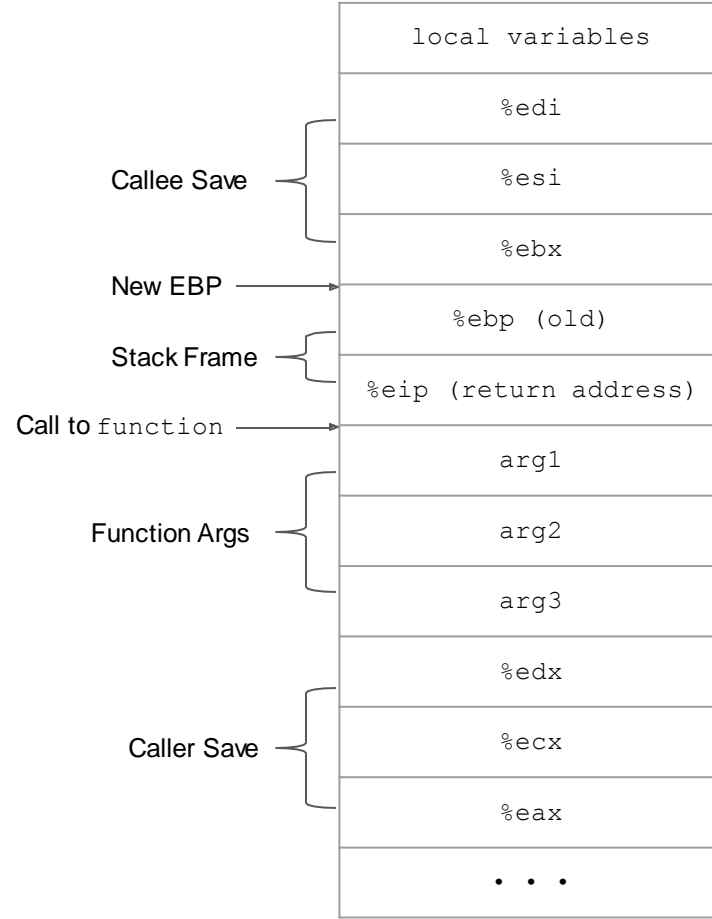 local variables
%edi
Callee Save
%esi
%ebx
New EBP
%ebp (old)
Stack Frame
%eip (return address)
Call to function
arg1
Function Args
arg2
arg3
%edx
Caller Save
%ecx
%eax
. . .